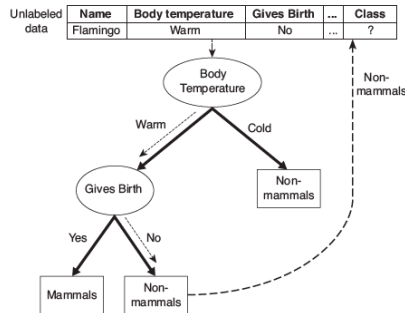 Unlabeled
data
Name Body temperature Gives Birth ... Class
Flamingo Warm No ... ?
Body
Temperature
Non-
mammals
Warm
Cold
Gives Birth
Non-
mammals
Yes
No
Mammals
Non-
mammals